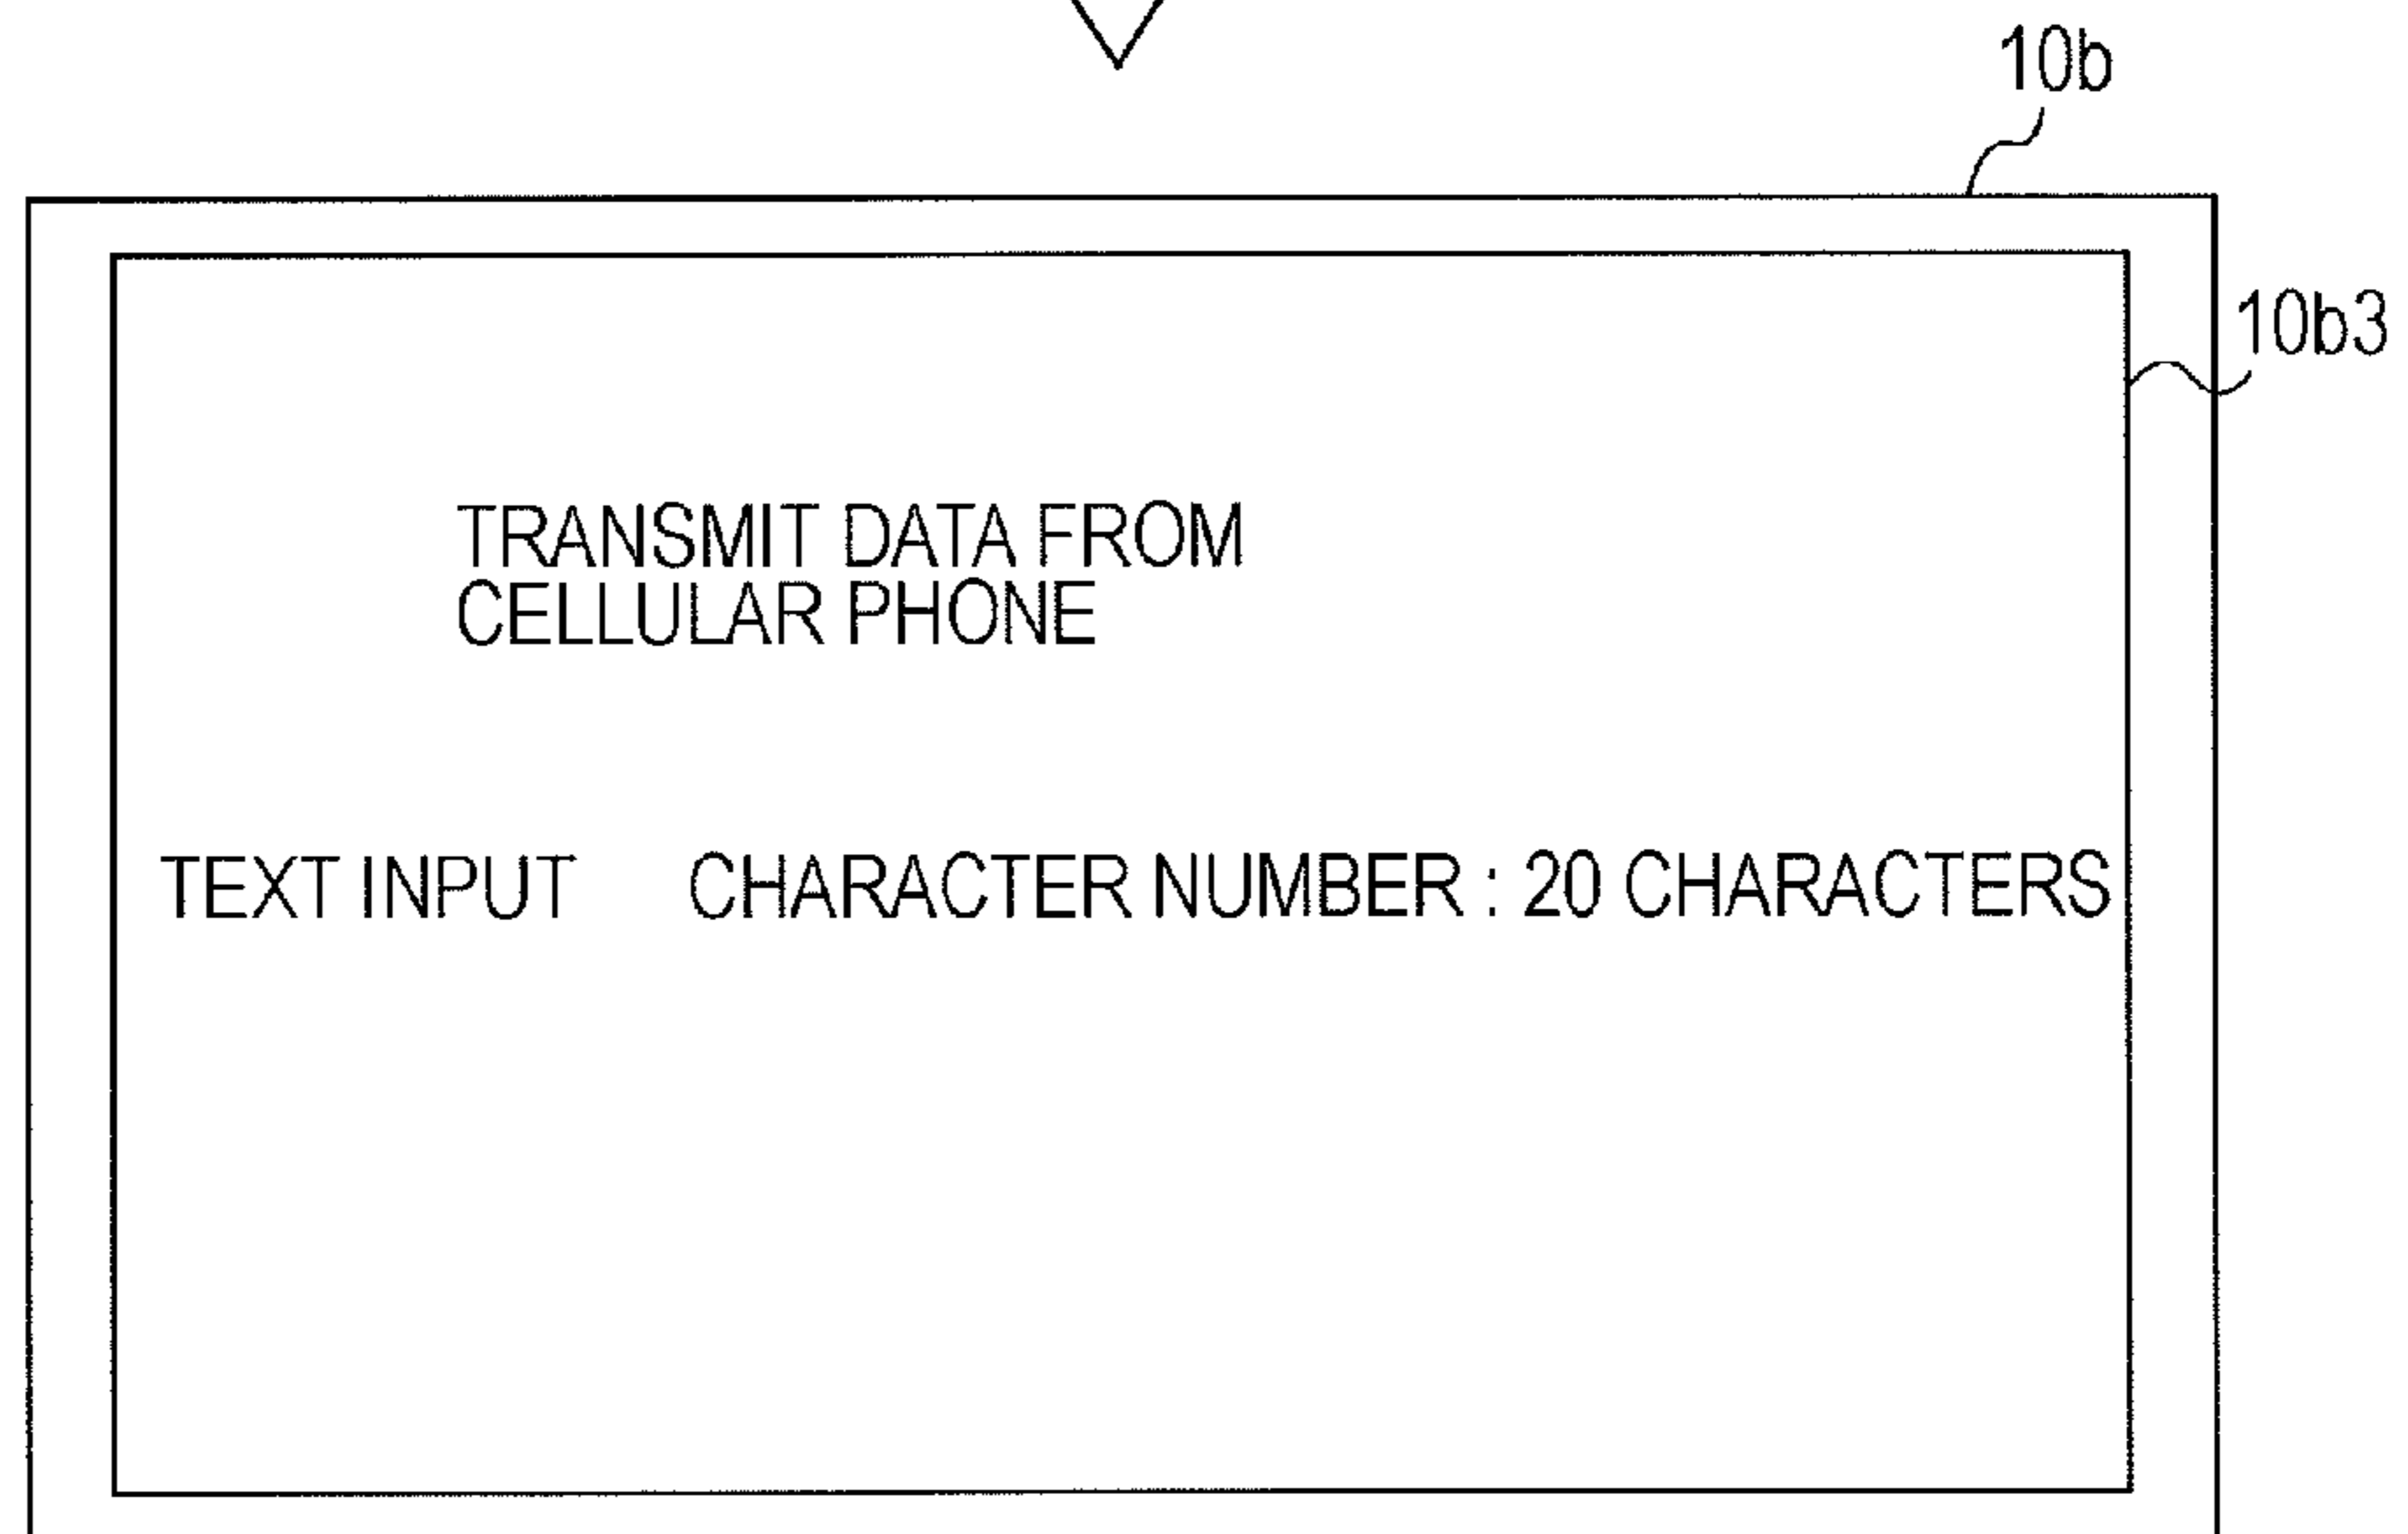 10b
10b3
TRANSMIT DATA FROM
CELLULAR PHONE
TEXT INPUT CHARACTER NUMBER : 20 CHARACTERS